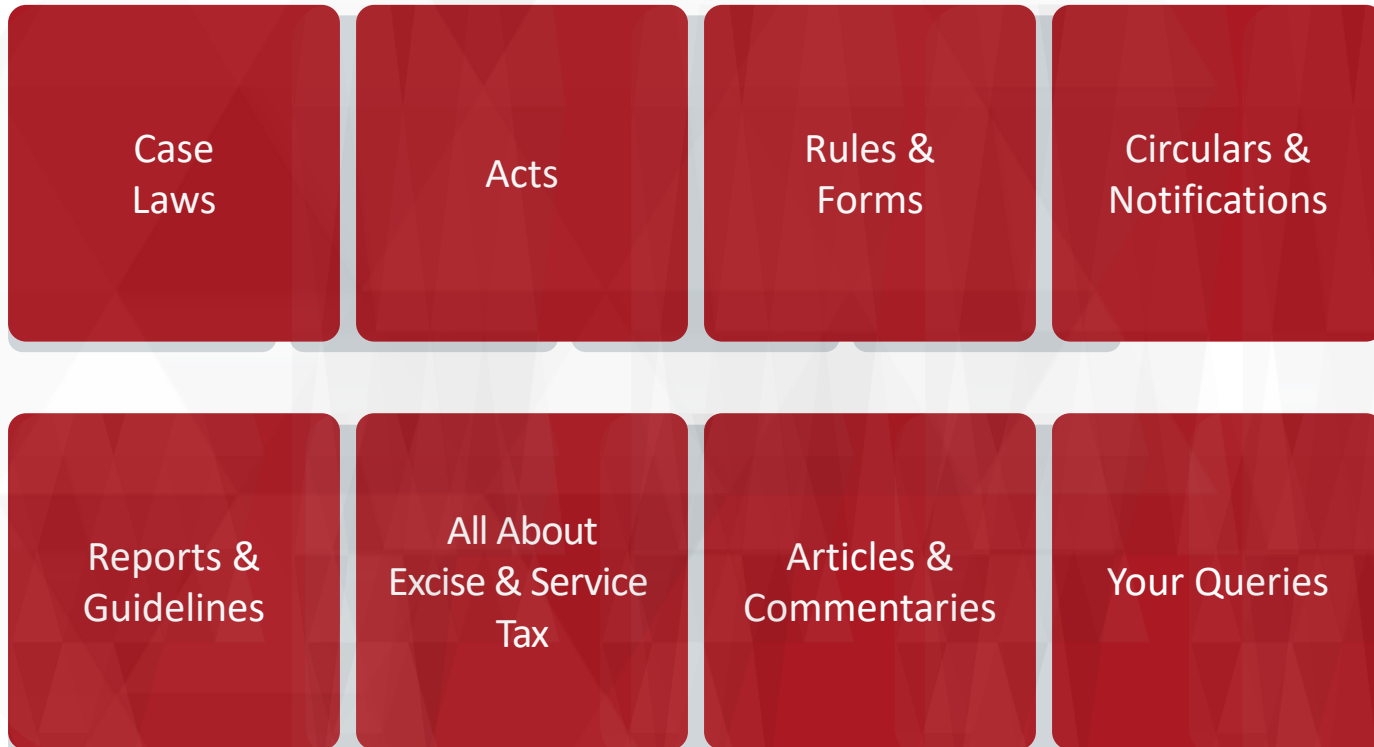 Case
Laws
Acts
Rules &
Forms
Circulars &
Notifications
Reports &
Guidelines
All About
Excise & Service
Tax
Articles &
Commentaries
Your Queries